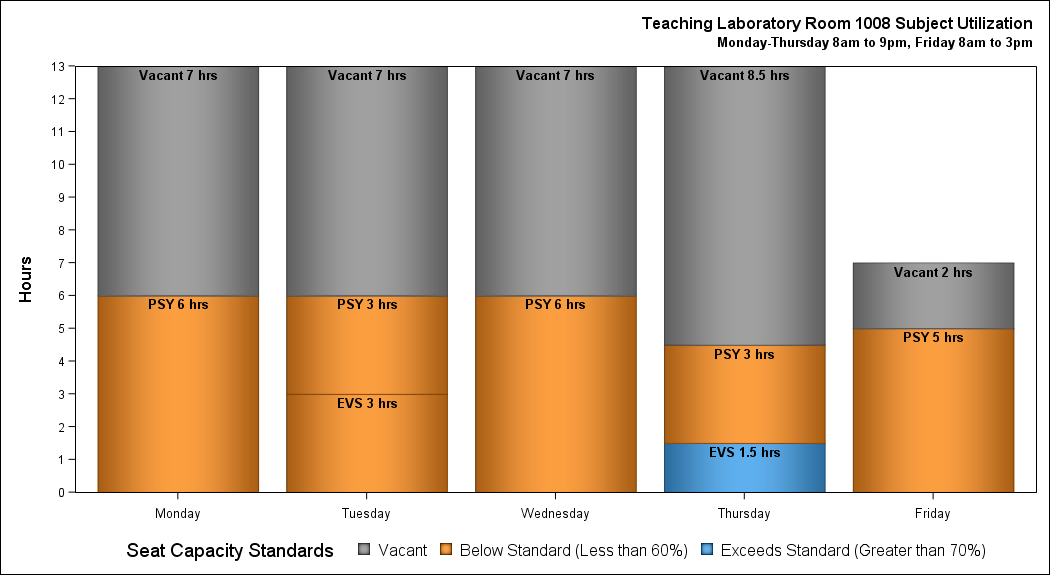 Teaching Laboratory Room 1008 Subject Utilization
Monday-Thursday 8am to 9pm, Friday 8am to 3pm
Hours
13
12
11
10
9
8
7
6
5
4
3
2
1
0
Vacant 7 hrs
PSY 6 hrs
Vacant 7 hrs
PSY 3 hrs
EVS 3 hrs
Vacant 7 hrs
PSY 6 hrs
Vacant 8.5 hrs
PSY 3 hrs
EVS 1.5 hrs
Vacant 2 hrs
PSY 5 hrs
Monday Tuesday Wednesday Thursday Friday
Seat Capacity Standards Vacant Below Standard (Less than 60%) Exceeds Standard (Greater than 70%)